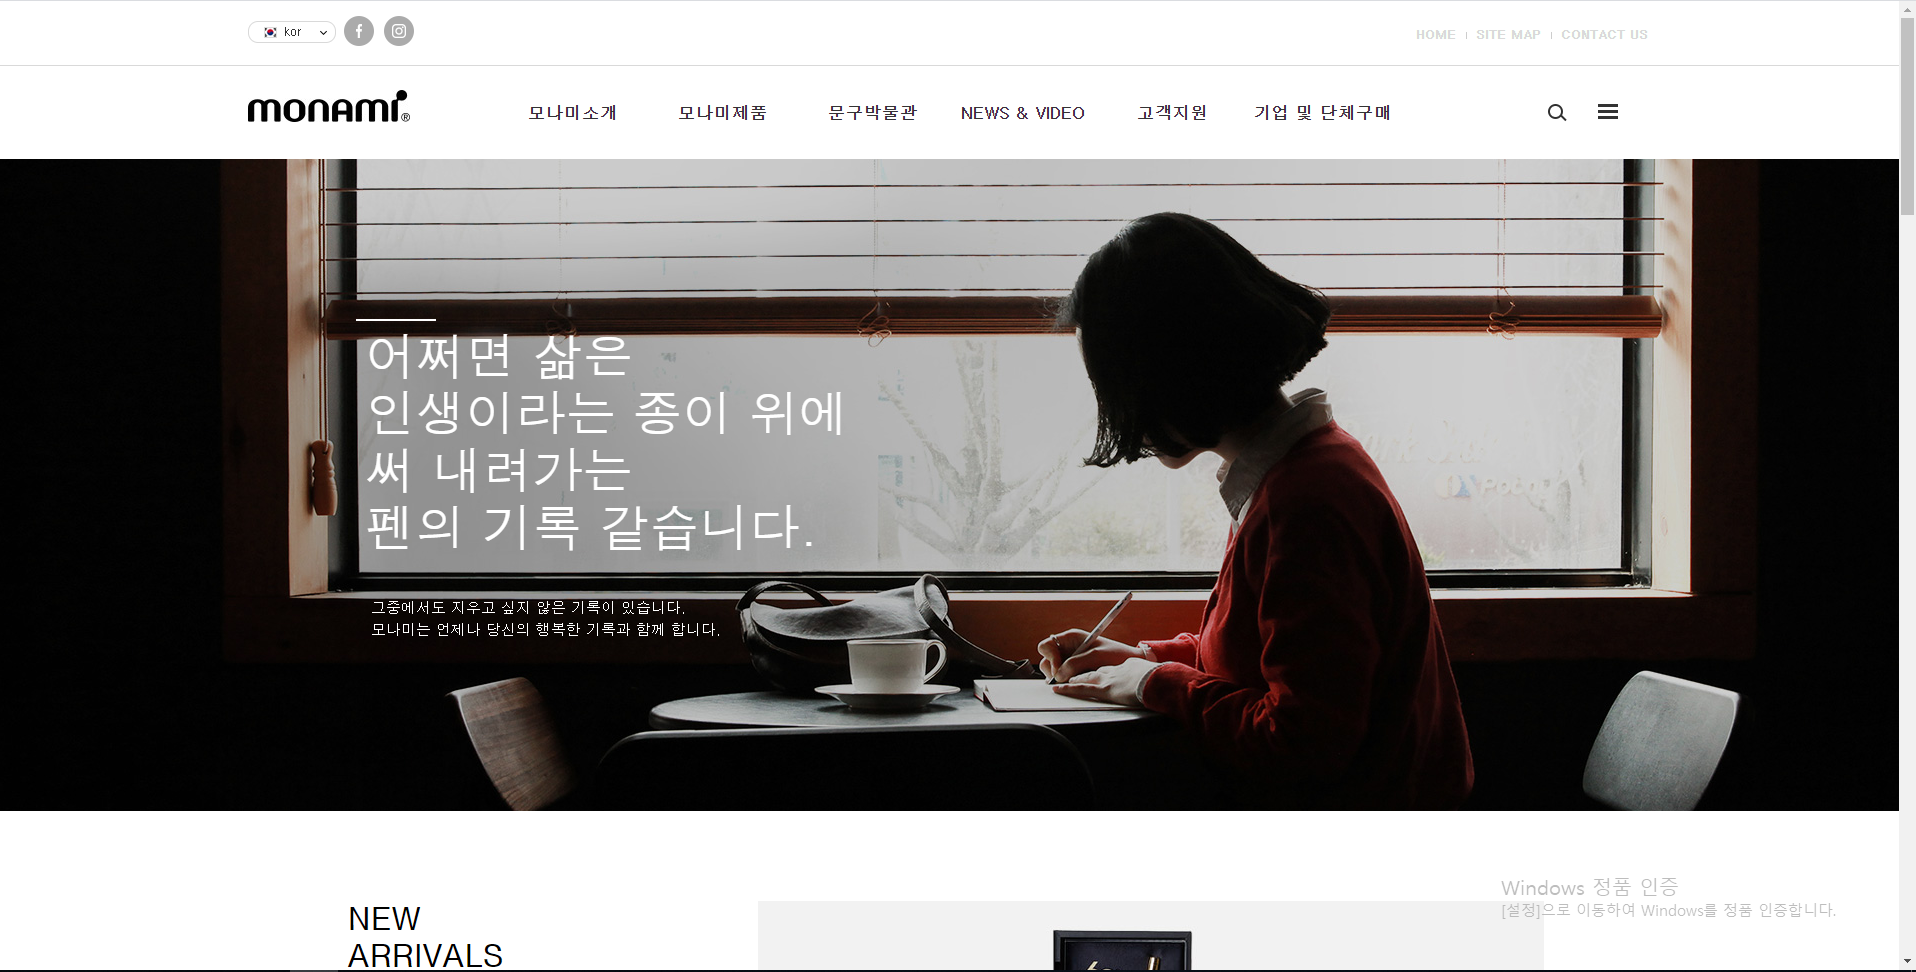 kor
HOME
SITE MAP
CONTACT US
monami®
모나미소개
모나미제품
문구박물관
NEWS & VIDEO
고객지원
기업 및 단체구매
어쩌면 삶은
인생이라는 종이 위에
써 내려가는
펜의 기록 같습니다.
그중에서도 지우고 싶지 않은 기록이 있습니다.
모나미는 언제나 당신의 행복한 기록과 함께 합니다.
NEW
ARRIVALS
Windows 정품 인증
[설정]으로 이동하여 Windows를 정품 인증합니다.